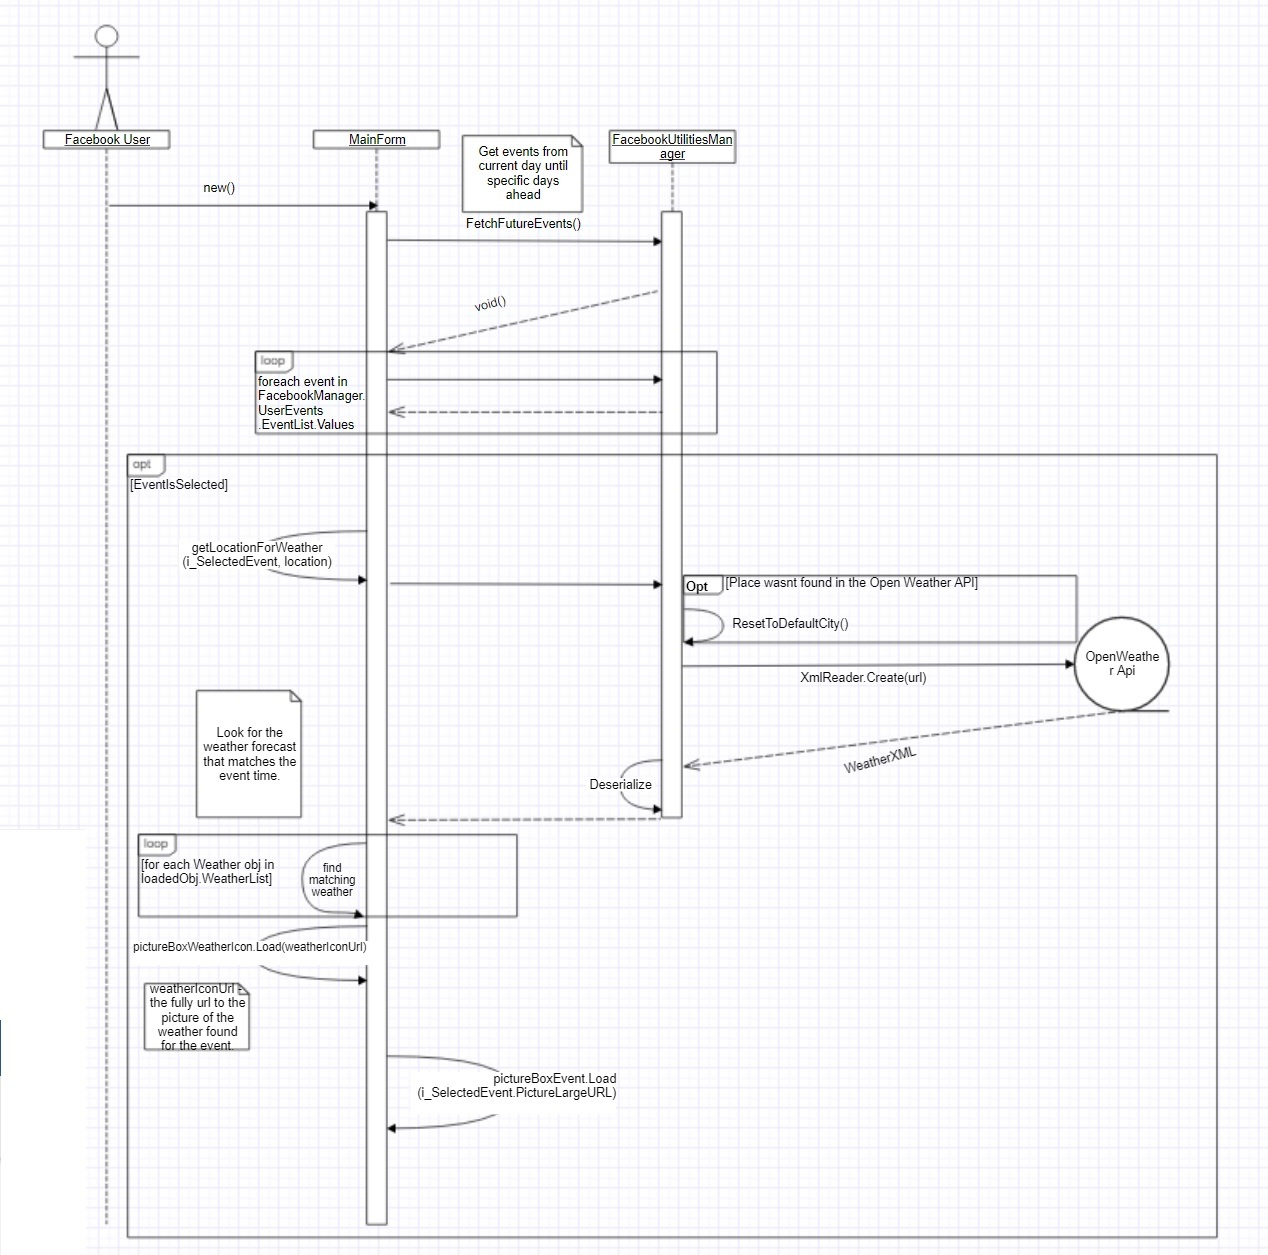 Facebook User
MainForm
Get events from
current day until
specific days
ahead
FacebookUtilitiesMan
ager
new()
FetchFutureEvents()
void()
loop
foreach event in
FacebookManager.
UserEvents
.EventList.Values
opt
[EventIsSelected]
getLocationForWeather
(i_SelectedEvent, location)
Opt
[Place wasnt found in the Open Weather API]
ResetToDefaultCity()
OpenWeathe
r Api
XmlReader.Create(url)
Look for the
weather forecast
that matches the
event time.
WeatherXML
Deserialize
loop
[for each Weather obj in
loadedObj.WeatherList]
find
matching
weather
pictureBoxWeatherIcon.Load(weatherIconUrl)
weatherIconUrl -
the fully url to the
picture of the
weather found
for the event.
pictureBoxEvent.Load
(i_SelectedEvent.PictureLargeURL)